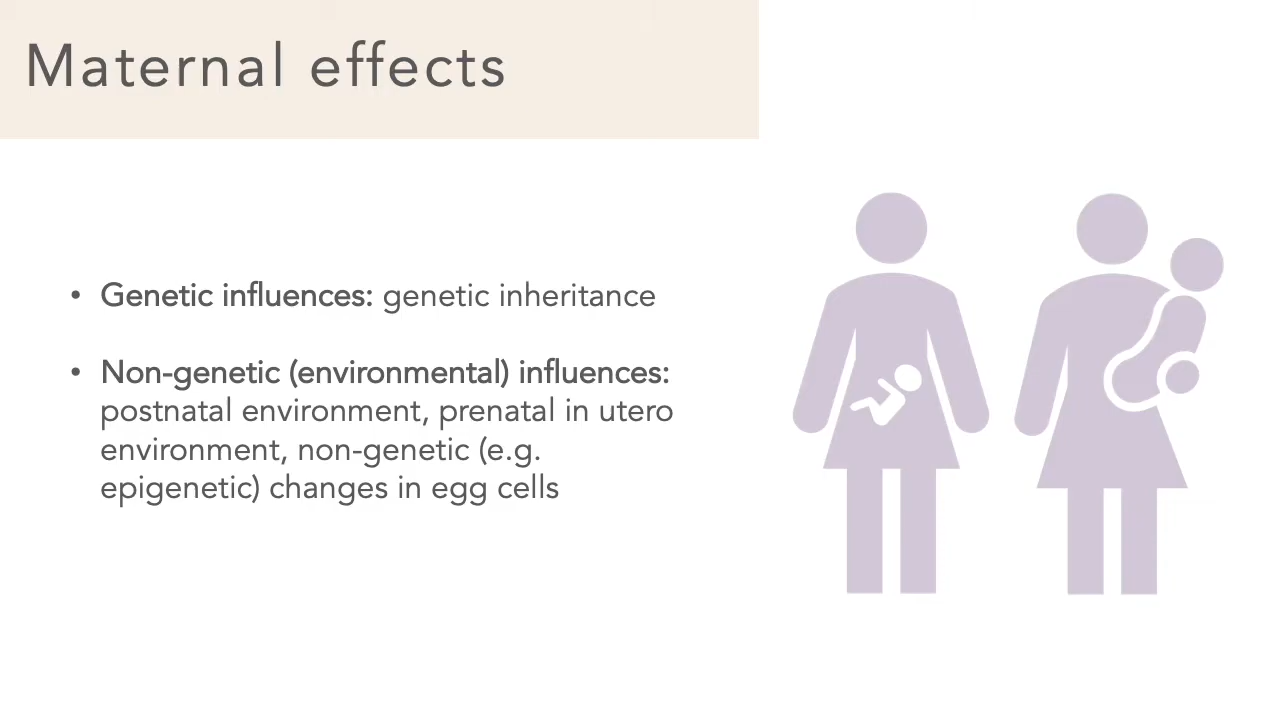 Maternal effects
• Genetic influences: genetic inheritance
• Non-genetic (environmental) influences:
postnatal environment, prenatal in utero
environment, non-genetic (e.g.
epigenetic) changes in egg cells